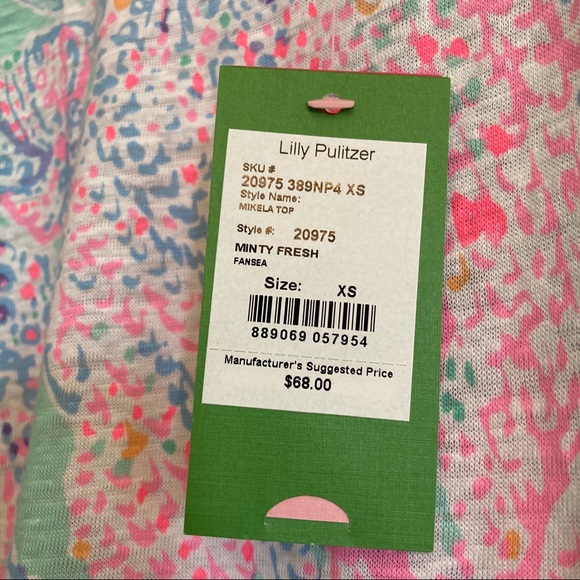 Lilly Pulitzer
SKU #
20975 389NP4 XS
Style Name:
MIKELA TOP
Style #: 20975
MINTY FRESH
FANSEA
Size: XS
889069 057954
Manufacturer's Suggested Price
$68.00